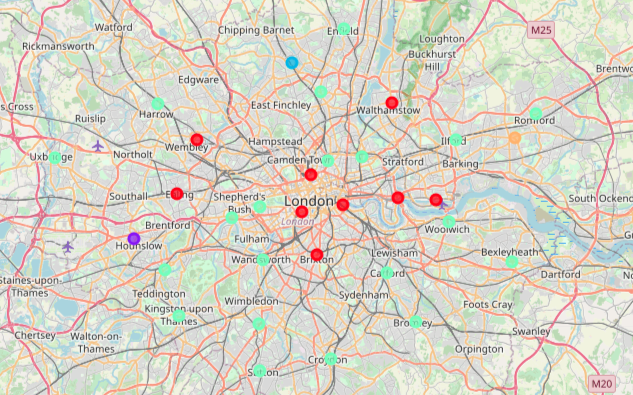 Watford
Chipping Barnet
Enfield
M25
Rickmansworth
Loughton
Buckhurst
Hill
Edgware
Brentwo
s Cross
Harrow
East Finchley
Walthamstow
Romford
Ruislip
Wembley
Hampstead
Ilford
Uxbridge
Northolt
Camden Town
Stratford
Barking
Southall
Ealing
Shepherd's
Bush
London
South Ockendo
London
Brentford
Woolwich
Gr
Hounslow
Fulham
Lewisham
Bexleyheath
Staines-upon
Thames
Wandsworth
Brixton
Catford
Dartford
Teddington
Kingston upon
Thames
Wimbledon
Sydenham
Foots Cray
Chertsey
Walton-on-
Thames
Bromley
Swanley
Orpington
Croydon
Sutton
M20